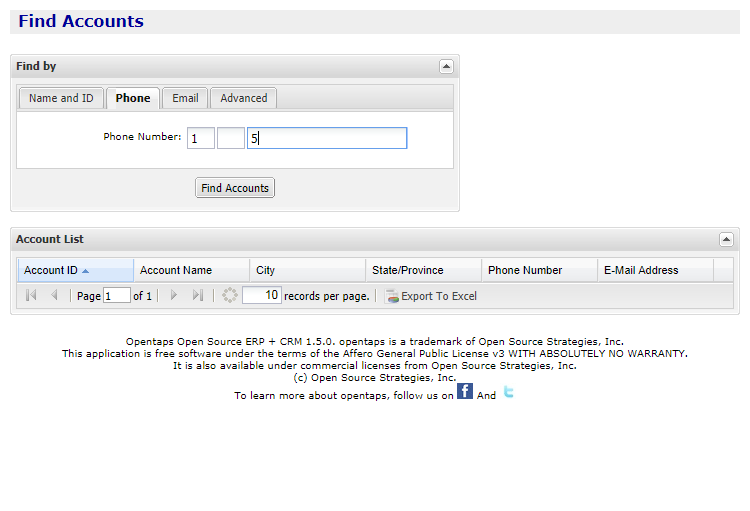 Find Accounts
Find by
Name and ID Phone Email Advanced
Phone Number: 1 5
Find Accounts
Account List
Account ID Account Name City State/Province Phone Number E-Mail Address
Page 1 of 1 10 records per page. Export To Excel
Opentaps Open Source ERP + CRM 1.5.0. opentaps is a trademark of Open Source Strategies, Inc.
This application is free software under the terms of the Affero General Public License v3 WITH ABSOLUTELY NO WARRANTY.
It is also available under commercial licenses from Open Source Strategies, Inc.
(c) Open Source Strategies, Inc.
To learn more about opentaps, follow us on f And t